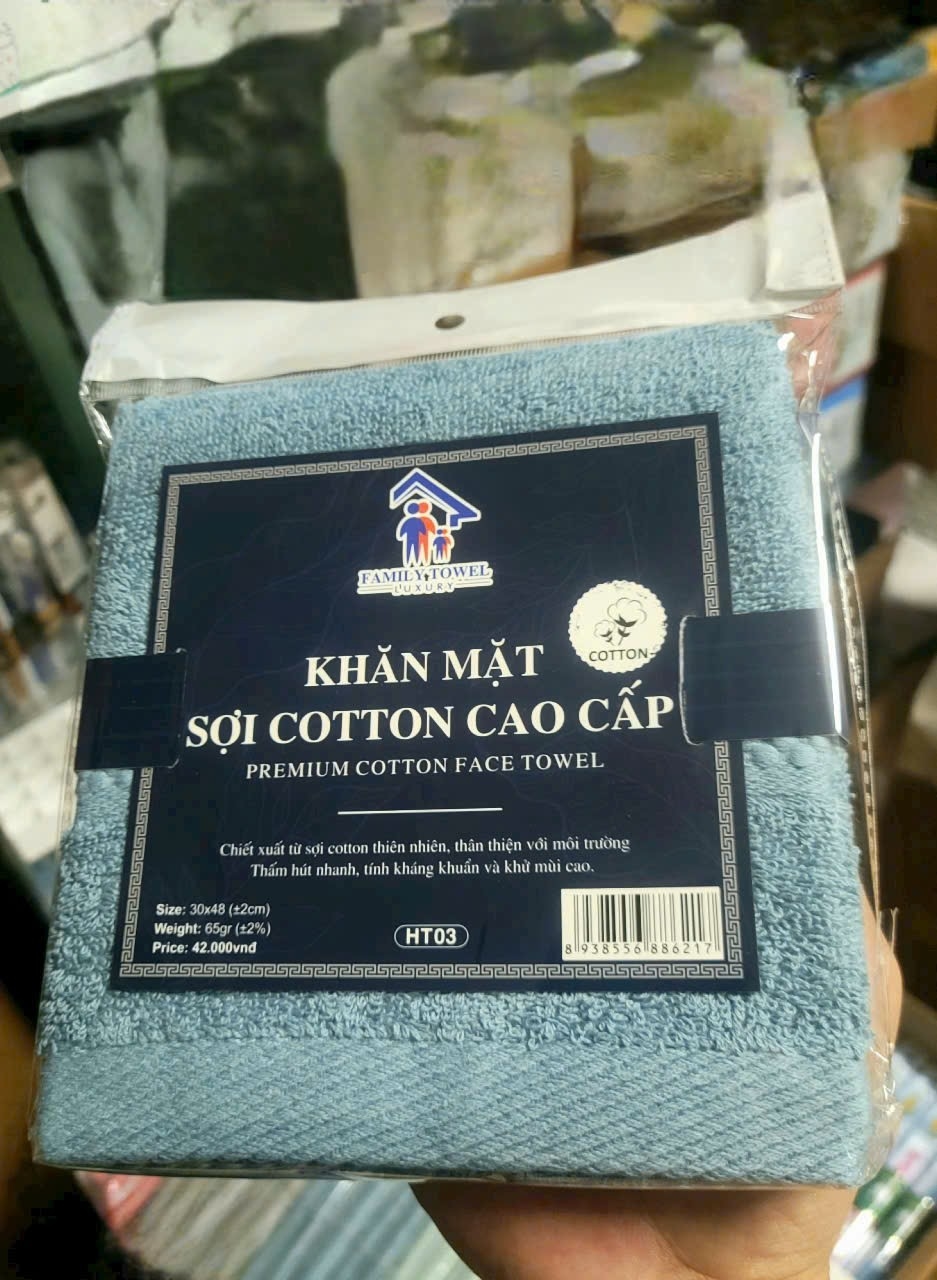 FAMILY TOWEL
LUXURY
COTTON
KHĂN MẶT
SỢI COTTON CAO CẤP
PREMIUM COTTON FACE TOWEL
Chiết xuất từ sợi cotton thiên nhiên, thân thiện với môi trường
Thấm hút nhanh, tính kháng khuẩn và khử mùi cao.
Size: 30x48 (±2cm)
Weight: 65gr (±2%)
Price: 42.000vnđ
HT03
8 938556 886217